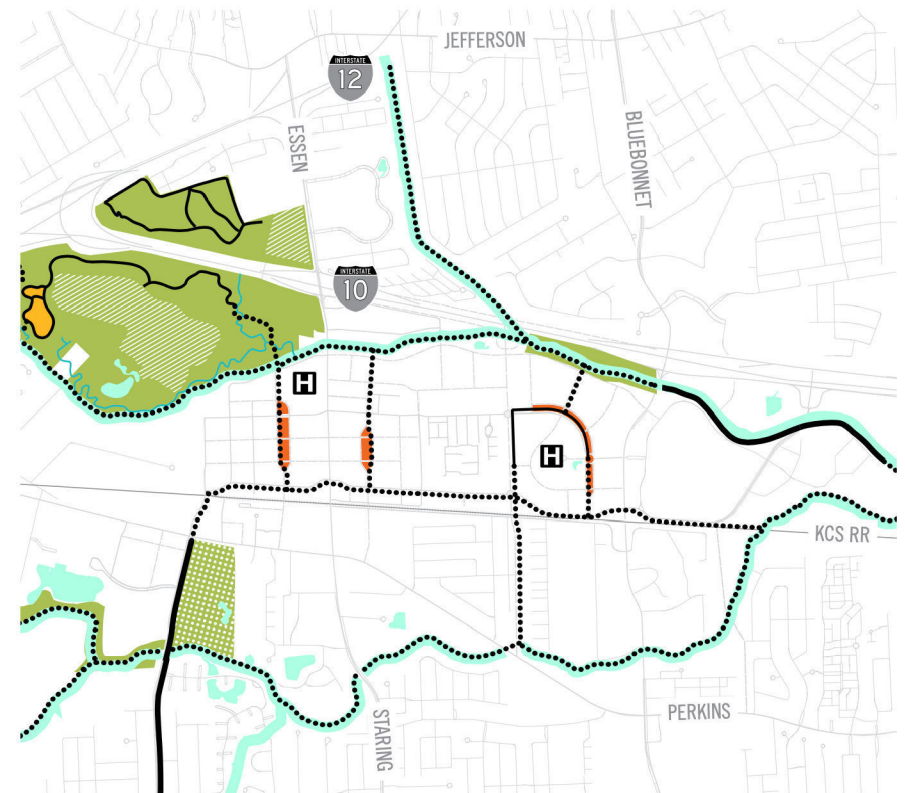 JEFFERSON
INTERSTATE
12
ESSEN
BLUEBONNET
INTERSTATE
10
H
H
KCS RR
STARING
PERKINS